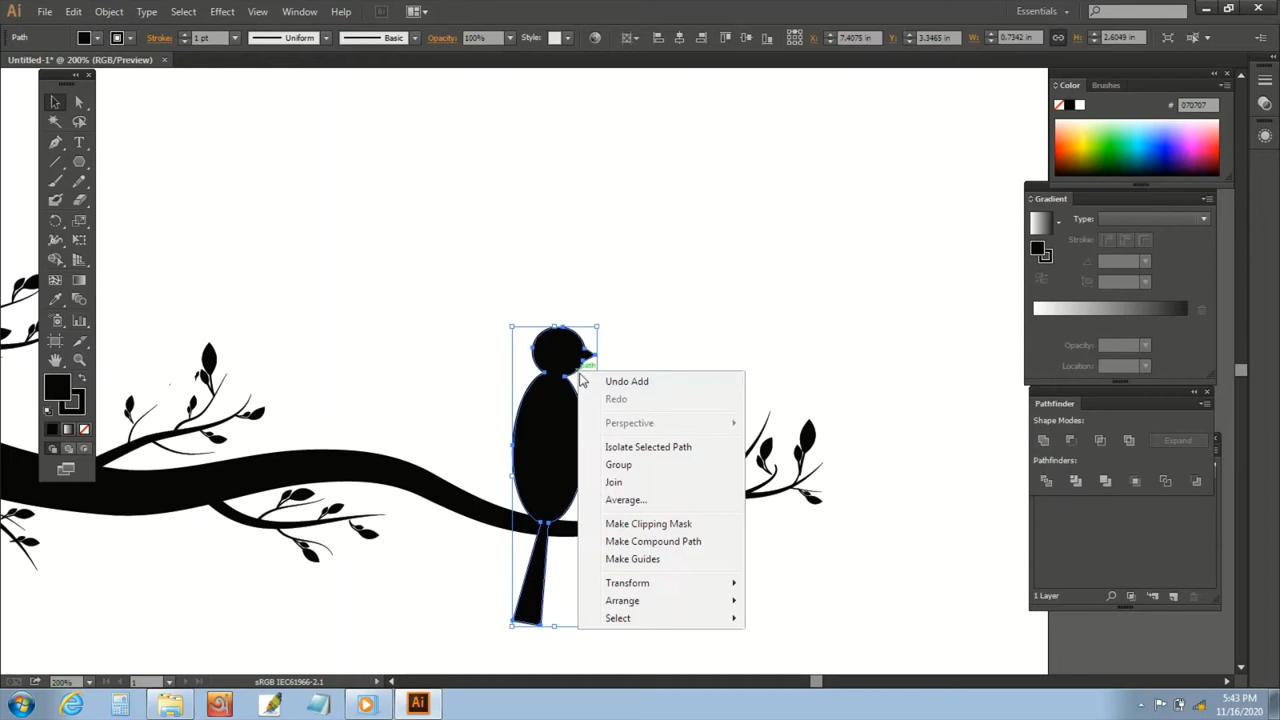 Ai File Edit Object Type Select Effect View Window Help Essentials
Path Stroke: 1 pt Uniform Basic Opacity: 100% Style: X: 7.4075 in Y: 3.3465 in W: 0.7342 in H: 2.6049 in
Untitled-1* @ 200% (RGB/Preview)
Color Brushes
# 070707
Gradient
Type:
Stroke:
Opacity:
Location:
Undo Add
Redo
Perspective
Isolate Selected Path
Group
Join
Average...
Make Clipping Mask
Make Compound Path
Make Guides
Transform
Arrange
Select
Pathfinder
Shape Modes:
Expand
Pathfinders:
1 Layer
200% 1 sRGB IEC61966-2.1
Ai
5:43 PM
11/16/2020